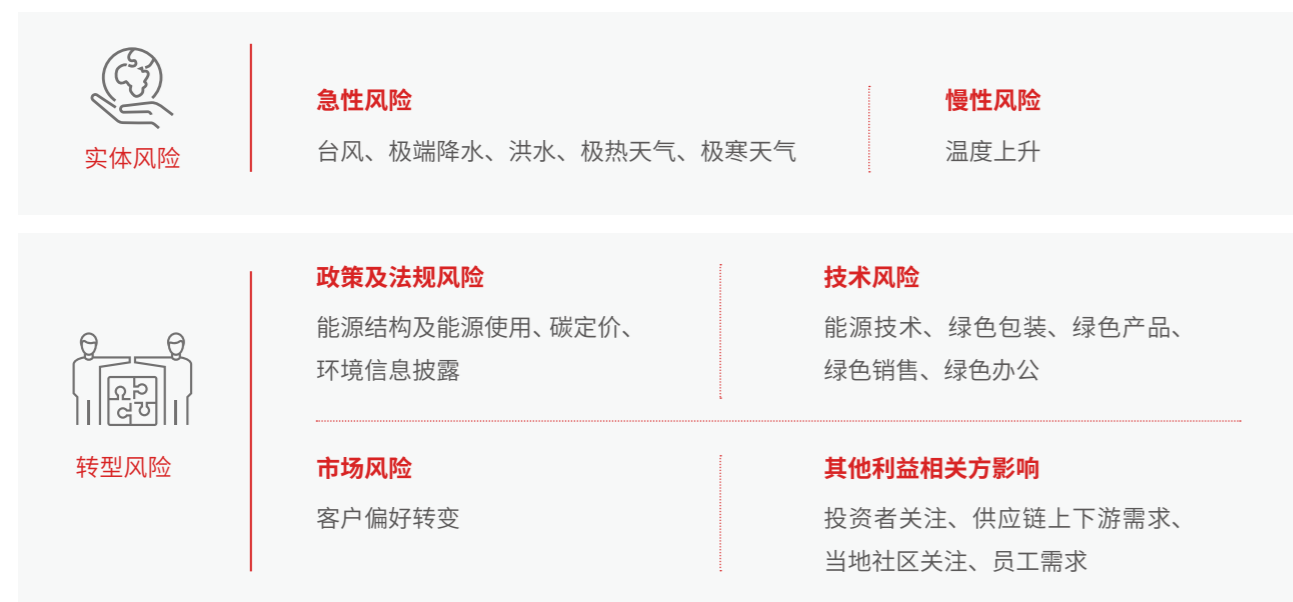 实体风险
急性风险
台风、极端降水、洪水、极热天气、极寒天气
慢性风险
温度上升
转型风险
政策及法规风险
能源结构及能源使用、碳定价、
环境信息披露
技术风险
能源技术、绿色包装、绿色产品、
绿色销售、绿色办公
市场风险
客户偏好转变
其他利益相关方影响
投资者关注、供应链上下游需求、
当地社区关注、员工需求